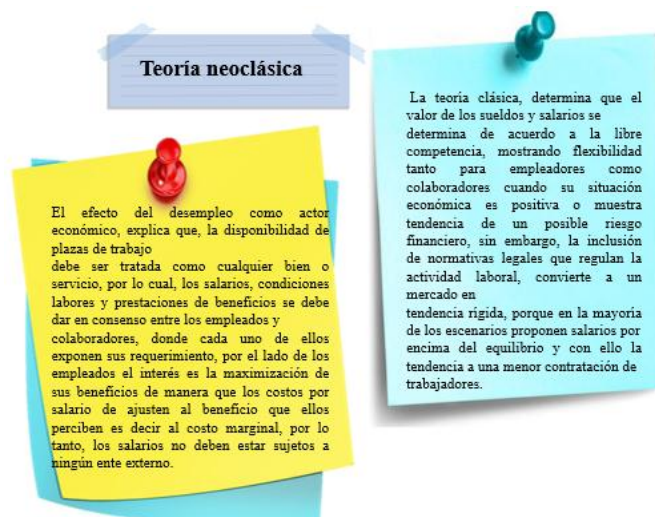 Teoría neoclásica
El efecto del desempleo como actor
económico, explica que, la disponibilidad de
plazas de trabajo
debe ser tratada como cualquier bien o
servicio, por lo cual, los salarios, condiciones
labores y prestaciones de beneficios se debe
dar en consenso entre los empleados y
colaboradores, donde cada uno de ellos
exponen sus requerimiento, por el lado de los
empleados el interés es la maximización de
sus beneficios de manera que los costos por
salario de ajusten al beneficio que ellos
perciben es decir al costo marginal, por lo
tanto, los salarios no deben estar sujetos a
ningún ente externo.
La teoría clásica, determina que el
valor de los sueldos y salarios se
determina de acuerdo a la libre
competencia, mostrando flexibilidad
tanto para empleadores como
colaboradores cuando su situación
económica es positiva o muestra
tendencia de un posible riesgo
financiero, sin embargo, la inclusión
de normativas legales que regulan la
actividad laboral, convierte a un
mercado en
tendencia rígida, porque en la mayoría
de los escenarios proponen salarios por
encima del equilibrio y con ello la
tendencia a una menor contratación de
trabajadores.